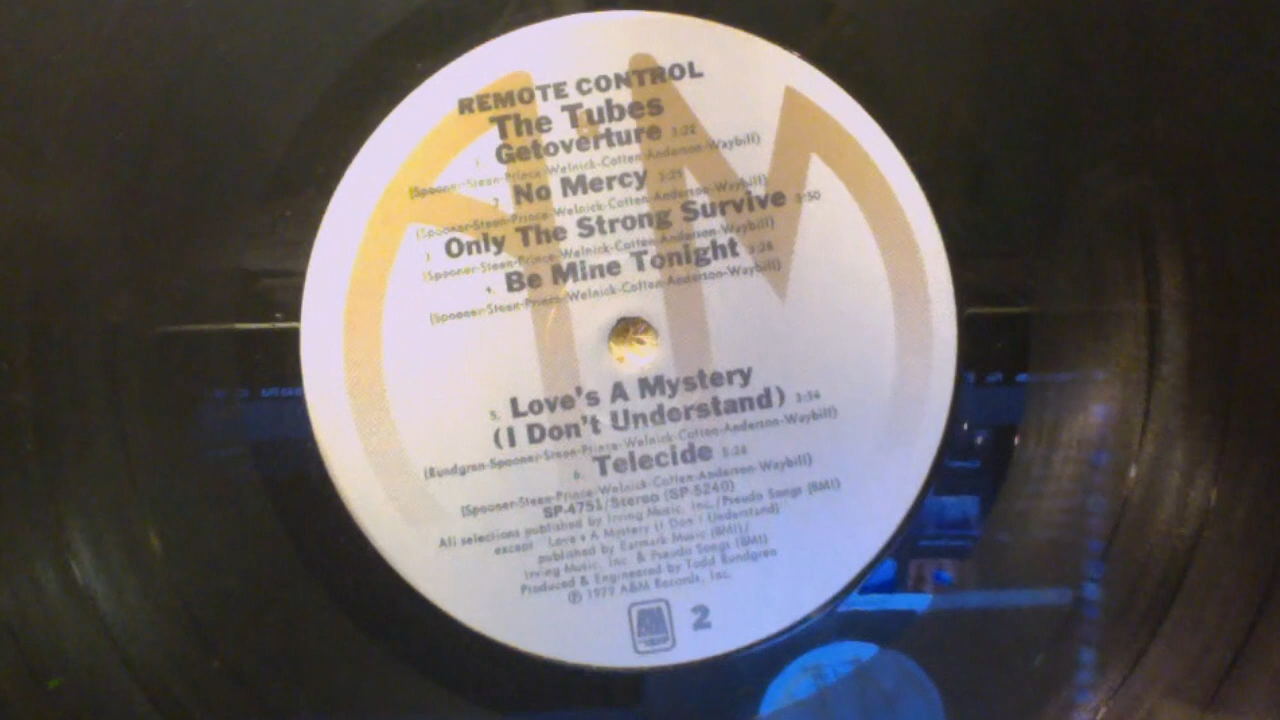 REMOTE CONTROL
The Tubes
1. Getoverture 3:22
(Spooner-Steen-Prince-Welnick-Cotten-Anderson-Waybill)
2. No Mercy 3:25
(Spooner-Steen-Prince-Welnick-Cotten-Anderson-Waybill)
3. Only The Strong Survive 3:50
(Spooner-Steen-Prince-Welnick-Cotten-Anderson-Waybill)
4. Be Mine Tonight 3:28
(Spooner-Steen-Prince-Welnick-Cotten-Anderson-Waybill)
5. Love's A Mystery
(I Don't Understand) 3:34
(Rundgren-Spooner-Steen-Prince-Welnick-Cotten-Anderson-Waybill)
6. Telecide 5:28
(Spooner-Steen-Prince-Welnick-Cotten-Anderson-Waybill)
SP-4751/Stereo (SP-5240)
All selections published by Irving Music, Inc./Pseudo Songs (BMI)
except Love's A Mystery (I Don't Understand)
published by Earmark Music (BMI)/
Irving Music, Inc. & Pseudo Songs (BMI)
Produced & Engineered by Todd Rundgren
℗ 1979 A&M Records, Inc.
2